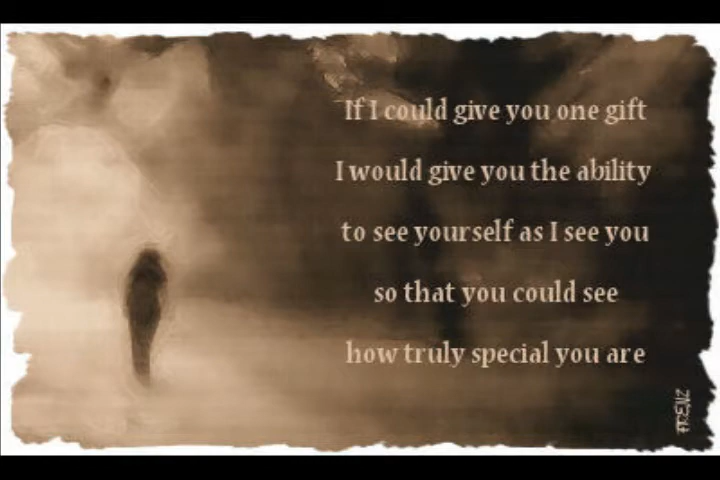 If I could give you one gift
I would give you the ability
to see yourself as I see you
so that you could see
how truly special you are
FRENZ